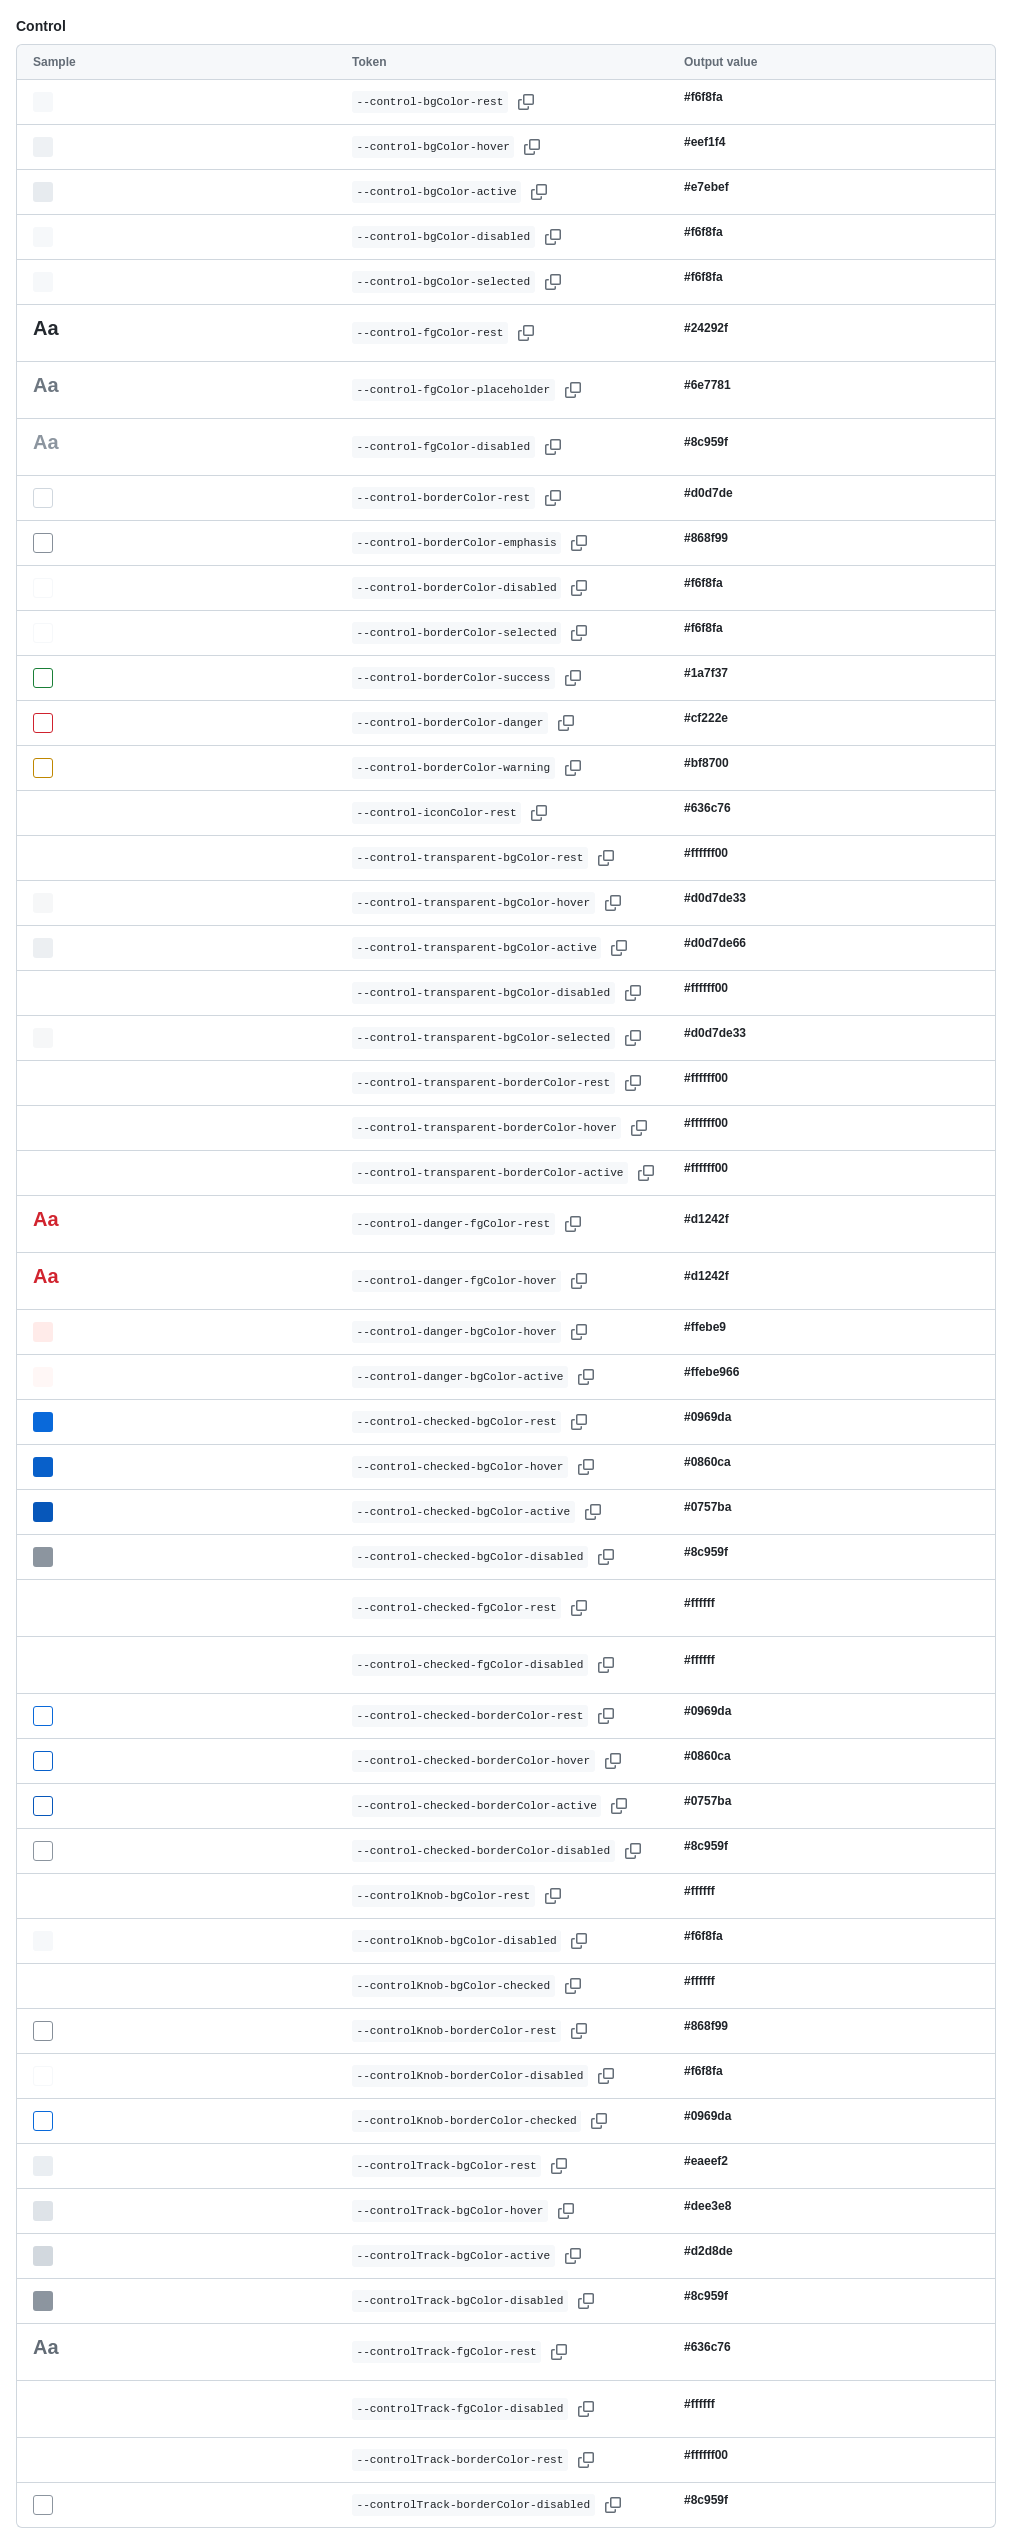 Control
Sample Token Output value
--control-bgColor-rest #f6f8fa
--control-bgColor-hover #eef1f4
--control-bgColor-active #e7ebef
--control-bgColor-disabled #f6f8fa
--control-bgColor-selected #f6f8fa
Aa --control-fgColor-rest #24292f
Aa --control-fgColor-placeholder #6e7781
Aa --control-fgColor-disabled #8c959f
--control-borderColor-rest #d0d7de
--control-borderColor-emphasis #868f99
--control-borderColor-disabled #f6f8fa
--control-borderColor-selected #f6f8fa
--control-borderColor-success #1a7f37
--control-borderColor-danger #cf222e
--control-borderColor-warning #bf8700
--control-iconColor-rest #636c76
--control-transparent-bgColor-rest #ffffff00
--control-transparent-bgColor-hover #d0d7de33
--control-transparent-bgColor-active #d0d7de66
--control-transparent-bgColor-disabled #ffffff00
--control-transparent-bgColor-selected #d0d7de33
--control-transparent-borderColor-rest #ffffff00
--control-transparent-borderColor-hover #ffffff00
--control-transparent-borderColor-active #ffffff00
Aa --control-danger-fgColor-rest #d1242f
Aa --control-danger-fgColor-hover #d1242f
--control-danger-bgColor-hover #ffebe9
--control-danger-bgColor-active #ffebe966
--control-checked-bgColor-rest #0969da
--control-checked-bgColor-hover #0860ca
--control-checked-bgColor-active #0757ba
--control-checked-bgColor-disabled #8c959f
--control-checked-fgColor-rest #ffffff
--control-checked-fgColor-disabled #ffffff
--control-checked-borderColor-rest #0969da
--control-checked-borderColor-hover #0860ca
--control-checked-borderColor-active #0757ba
--control-checked-borderColor-disabled #8c959f
--controlKnob-bgColor-rest #ffffff
--controlKnob-bgColor-disabled #f6f8fa
--controlKnob-bgColor-checked #ffffff
--controlKnob-borderColor-rest #868f99
--controlKnob-borderColor-disabled #f6f8fa
--controlKnob-borderColor-checked #0969da
--controlTrack-bgColor-rest #eaeef2
--controlTrack-bgColor-hover #dee3e8
--controlTrack-bgColor-active #d2d8de
--controlTrack-bgColor-disabled #8c959f
Aa --controlTrack-fgColor-rest #636c76
--controlTrack-fgColor-disabled #ffffff
--controlTrack-borderColor-rest #ffffff00
--controlTrack-borderColor-disabled #8c959f